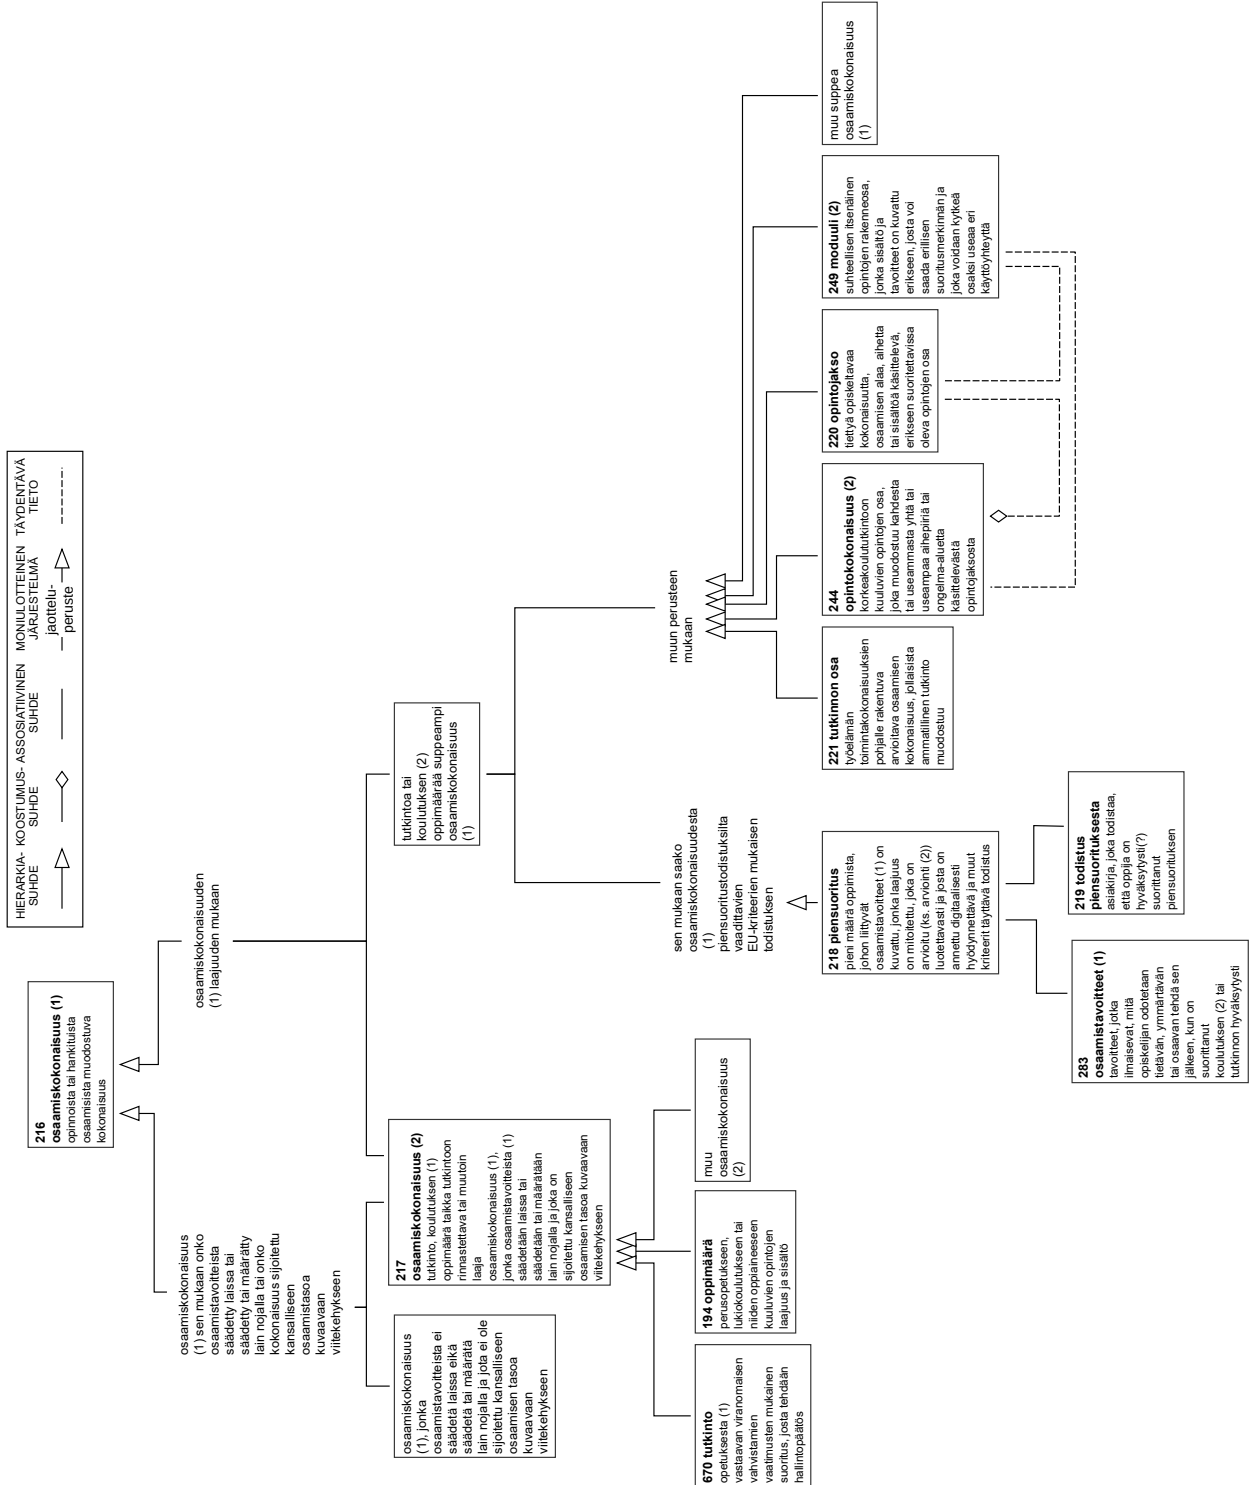 HIERARKIA- KOOSTUMUS- ASSOSIATIIVINEN MONIULOTTEINEN TÄYDENTÄVÄ
SUHDE SUHDE SUHDE JÄRJESTELMÄ TIETO
jaottelu-
peruste
216
osaamiskokonaisuus (1)
opinnoista tai hankituista
osaamisista muodostuva
kokonaisuus
osaamiskokonaisuus
(1) sen mukaan onko
osaamistavoitteista
säädetty laissa tai
säädetty tai määrätty
lain nojalla tai onko
kokonaisuus sijoitettu
kansalliseen
osaamistasoa
kuvaavaan
viitekehykseen
osaamiskokonaisuuden
(1) laajuuden mukaan
osaamiskokonaisuus
(1), jonka
osaamistavoitteista ei
säädetä laissa eikä
säädetä tai määrätä
lain nojalla ja jota ei ole
sijoitettu kansalliseen
osaamisen tasoa
kuvaavaan
viitekehykseen
217
osaamiskokonaisuus (2)
tutkinto, koulutuksen (1)
oppimäärä taikka tutkintoon
rinnastettava tai muutoin
laaja
osaamiskokonaisuus (1),
jonka osaamistavoitteista (1)
säädetään laissa tai
säädetään tai määrätään
lain nojalla ja joka on
sijoitettu kansalliseen
osaamisen tasoa kuvaavaan
viitekehykseen
tutkintoa tai
koulutuksen (2)
oppimäärää suppeampi
osaamiskokonaisuus
(1)
670 tutkinto
opetuksesta (1)
vastaavan viranomaisen
vahvistamien
vaatimusten mukainen
suoritus, josta tehdään
hallintopäätös
194 oppimäärä
perusopetukseen,
lukiokoulutukseen tai
niiden oppiaineeseen
kuuluvien opintojen
laajuus ja sisältö
muu
osaamiskokonaisuus
(2)
sen mukaan saako
osaamiskokonaisuudesta
(1)
piensuoritustodistuksilta
vaadittavien
EU-kriteerien mukaisen
todistuksen
muun perusteen
mukaan
218 piensuoritus
pieni määrä oppimista,
johon liittyvät
osaamistavoitteet (1) on
kuvattu, jonka laajuus
on mitoitettu, joka on
arvioitu (ks. arviointi (2))
luotettavasti ja josta on
annettu digitaalisesti
hyödynnettävä ja muut
kriteerit täyttävä todistus
221 tutkinnon osa
työelämän
toimintakokonaisuuksien
pohjalle rakentuva
arvioitava osaamisen
kokonaisuus, jollaisista
ammatillinen tutkinto
muodostuu
244
opintokokonaisuus (2)
korkeakoulututkintoon
kuuluvien opintojen osa,
joka muodostuu kahdesta
tai useammasta yhtä tai
useampaa aihepiiriä tai
ongelma-aluetta
käsittelevästä
opintojaksosta
220 opintojakso
tiettyä opiskeltavaa
kokonaisuutta,
osaamisen alaa, aihetta
tai sisältöä käsittelevä,
erikseen suoritettavissa
oleva opintojen osa
249 moduuli (2)
suhteellisen itsenäinen
opintojen rakenneosa,
jonka sisältö ja
tavoitteet on kuvattu
erikseen, josta voi
saada erillisen
suoritusmerkinnän ja
joka voidaan kytkeä
osaksi useaa eri
käyttöyhteyttä
muu suppea
osaamiskokonaisuus
(1)
283
osaamistavoitteet (1)
tavoitteet, jotka
ilmaisevat, mitä
opiskelijan odotetaan
tietävän, ymmärtävän
tai osaavan tehdä sen
jälkeen, kun on
suorittanut
koulutuksen (2) tai
tutkinnon hyväksytysti
219 todistus
piensuorituksesta
asiakirja, joka todistaa,
että oppija on
hyväksytysti(?)
suorittanut
piensuorituksen